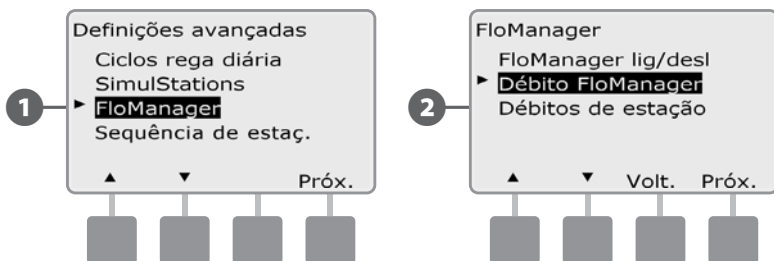 Definições avançadas
Ciclos rega diária
SimulStations
1
► FloManager
Sequência de estaç.
▲ ▼ Próx.
FloManager
FloManager lig/desl
2
► Débito FloManager
Débitos de estação
▲ ▼ Volt. Próx.